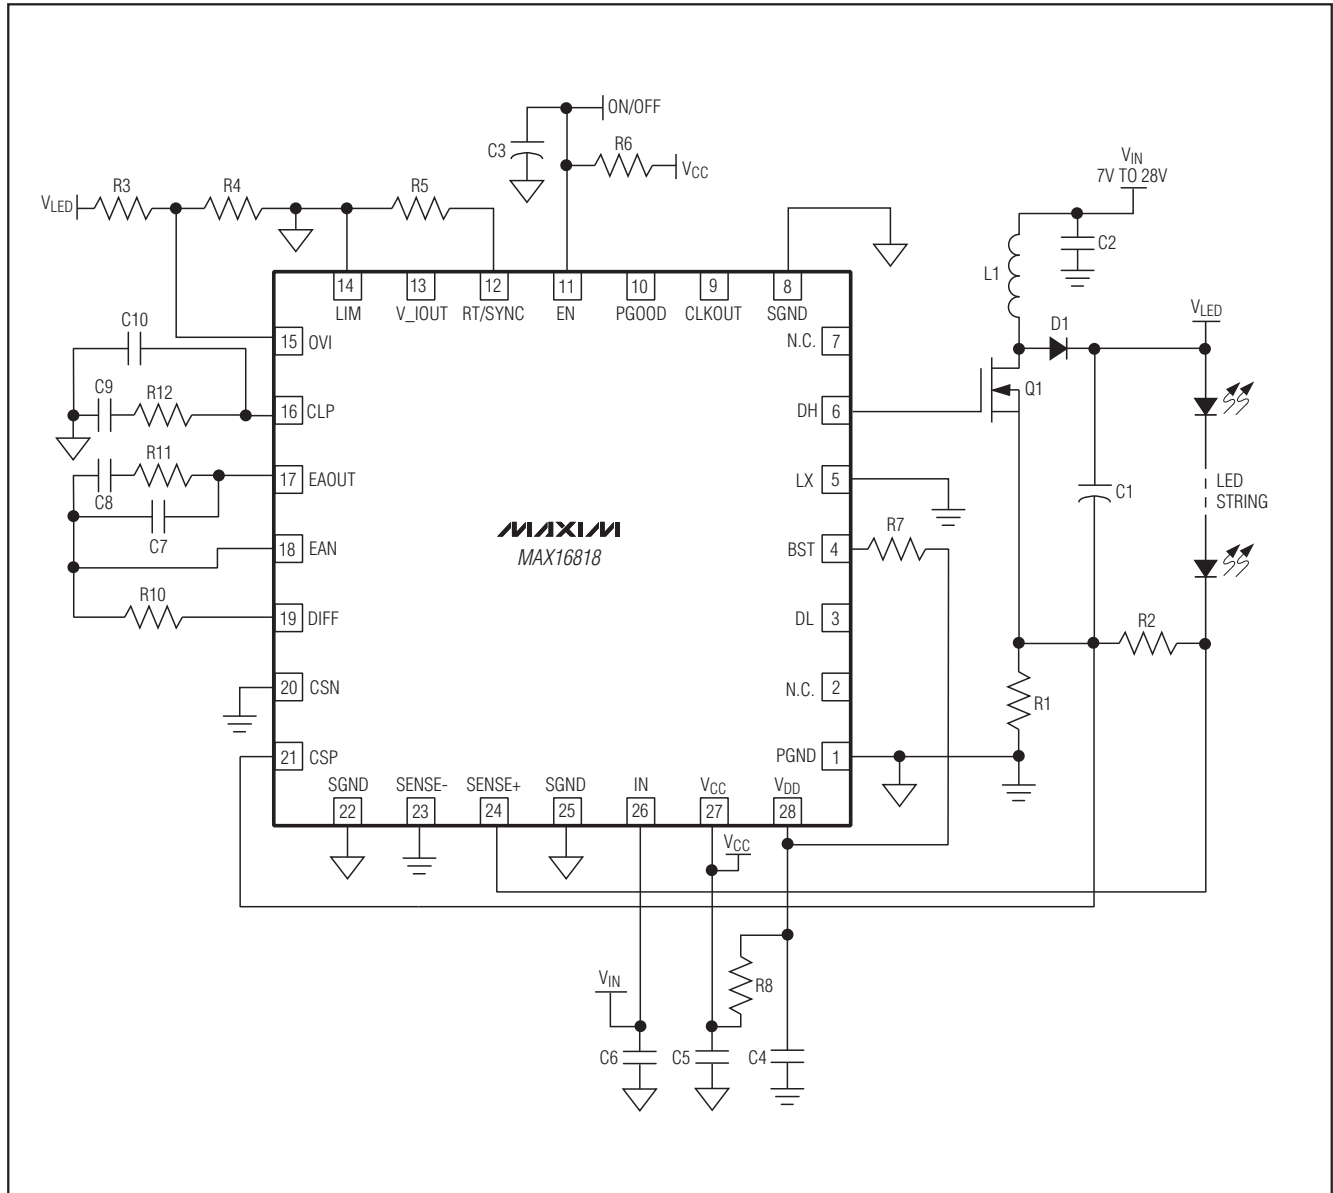 ON/OFF
C3
R6
VCC
VIN
7V TO 28V
R3
R4
R5
VLED
C2
L1
14
13
12
11
10
9
8
LIM
V_IOUT
RT/SYNC
EN
PGOOD
CLKOUT
SGND
VLED
D1
C10
15
OVI
N.C.
7
C9
R12
Q1
16
CLP
DH
6
R11
17
EAOUT
LX
5
LED
STRING
C8
C1
C7
MAXIM
MAX16818
R7
18
EAN
BST
4
R10
19
DIFF
DL
3
R2
20
CSN
N.C.
2
R1
21
CSP
PGND
1
SGND
SENSE-
SENSE+
SGND
IN
VCC
VDD
22
23
24
25
26
27
28
VCC
VIN
R8
C6
C5
C4